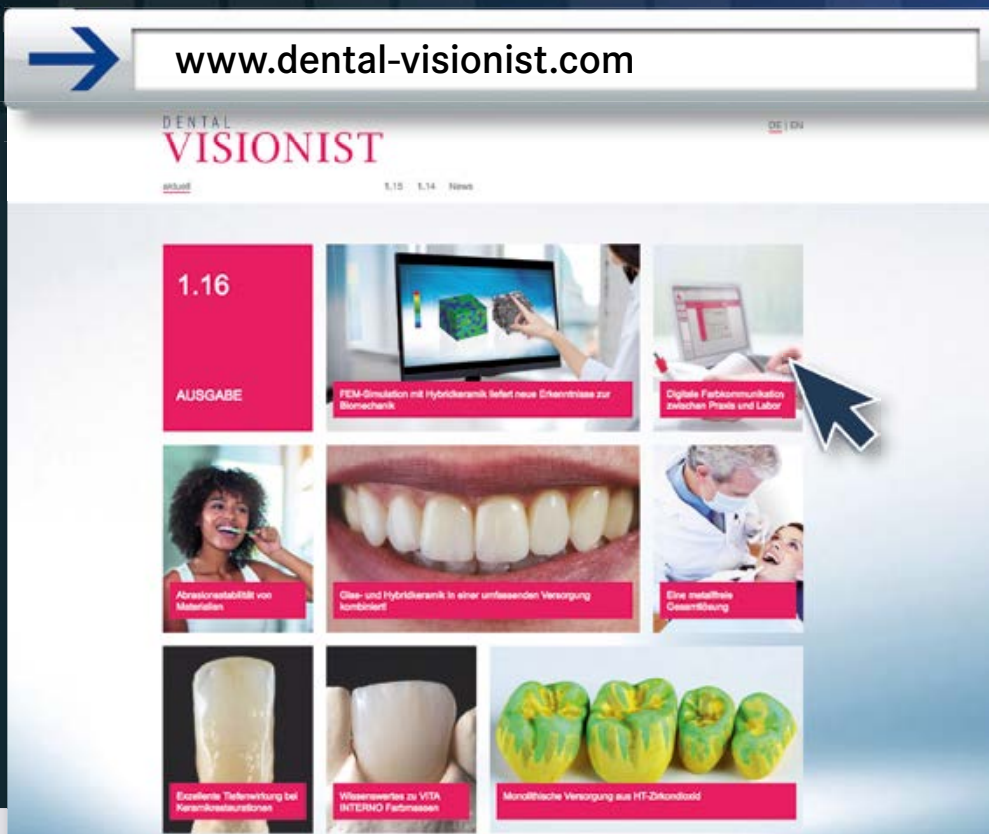 www.dental-visionist.com
DENTAL
VISIONIST
DE | EN
aktuell
1.15 1.14 News
1.16
AUSGABE
FEM-Simulation mit Hybridkeramik liefert neue Erkenntnisse zur
Biomechanik
Digitale Farbkommunikation
zwischen Praxis und Labor
Abrasionsstabilität von
Materialien
Glas- und Hybridkeramik in einer umfassenden Versorgung
kombiniert!
Eine metallfreie
Gesamtlösung
Exzellente Tiefenwirkung bei
Keramikrestaurationen
Wissenswertes zu VITA
INTERNO Farbmassen
Monolithische Versorgung aus HT-Zirkondioxid